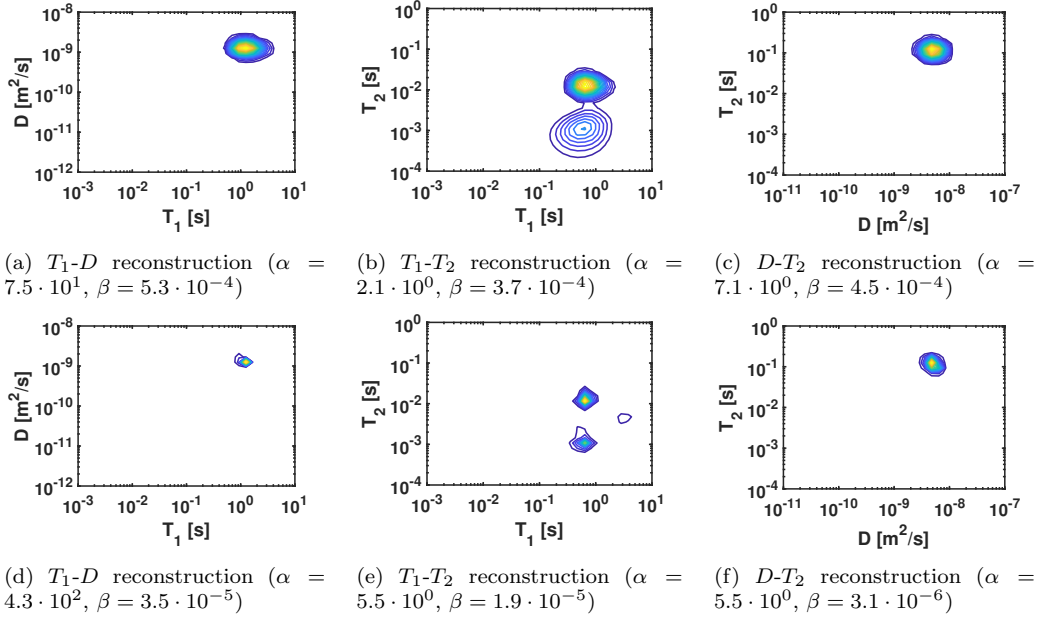 10^-8
10^-9
10^-10
10^-11
10^-12
D [m^2/s]
10^-3 10^-2 10^-1 10^0 10^1
T_1 [s]
10^0
10^-1
10^-2
10^-3
10^-4
T_2 [s]
10^-3 10^-2 10^-1 10^0 10^1
T_1 [s]
10^0
10^-1
10^-2
10^-3
10^-4
T_2 [s]
10^-11 10^-10 10^-9 10^-8 10^-7
D [m^2/s]
(a) T_1-D reconstruction (α =
7.5 · 10^1, β = 5.3 · 10^-4)
(b) T_1-T_2 reconstruction (α =
2.1 · 10^0, β = 3.7 · 10^-4)
(c) D-T_2 reconstruction (α =
7.1 · 10^0, β = 4.5 · 10^-4)
10^-8
10^-9
10^-10
10^-11
10^-12
D [m^2/s]
10^-3 10^-2 10^-1 10^0 10^1
T_1 [s]
10^0
10^-1
10^-2
10^-3
10^-4
T_2 [s]
10^-3 10^-2 10^-1 10^0 10^1
T_1 [s]
10^0
10^-1
10^-2
10^-3
10^-4
T_2 [s]
10^-11 10^-10 10^-9 10^-8 10^-7
D [m^2/s]
(d) T_1-D reconstruction (α =
4.3 · 10^2, β = 3.5 · 10^-5)
(e) T_1-T_2 reconstruction (α =
5.5 · 10^0, β = 1.9 · 10^-5)
(f) D-T_2 reconstruction (α =
5.5 · 10^0, β = 3.1 · 10^-6)